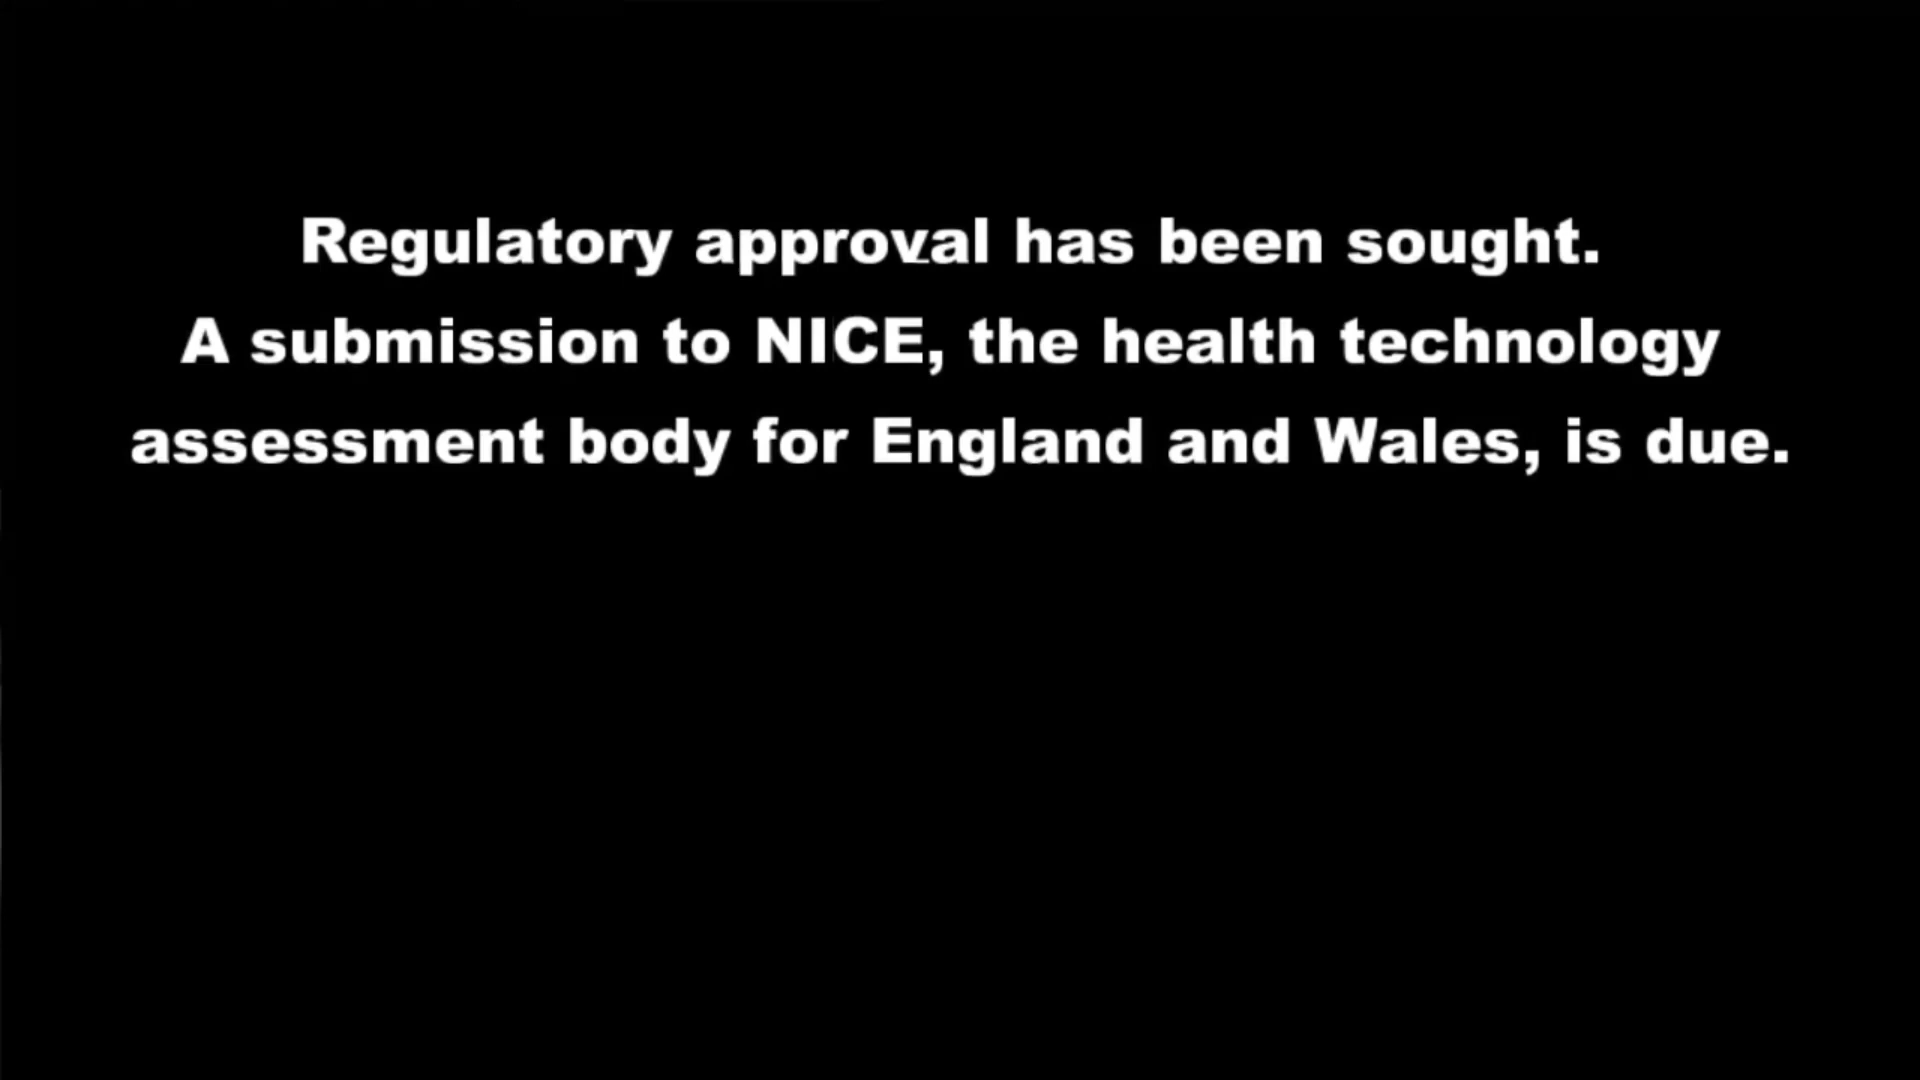 Regulatory approval has been sought.
A submission to NICE, the health technology
assessment body for England and Wales, is due.